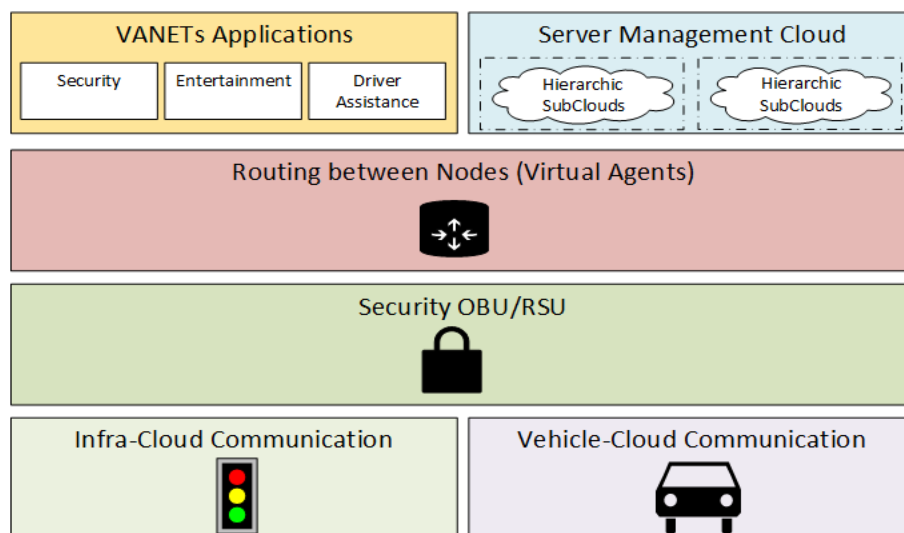 VANETs Applications
Security
Entertainment
Driver
Assistance
Server Management Cloud
Hierarchic
SubClouds
Hierarchic
SubClouds
Routing between Nodes (Virtual Agents)
Security OBU/RSU
Infra-Cloud Communication
Vehicle-Cloud Communication